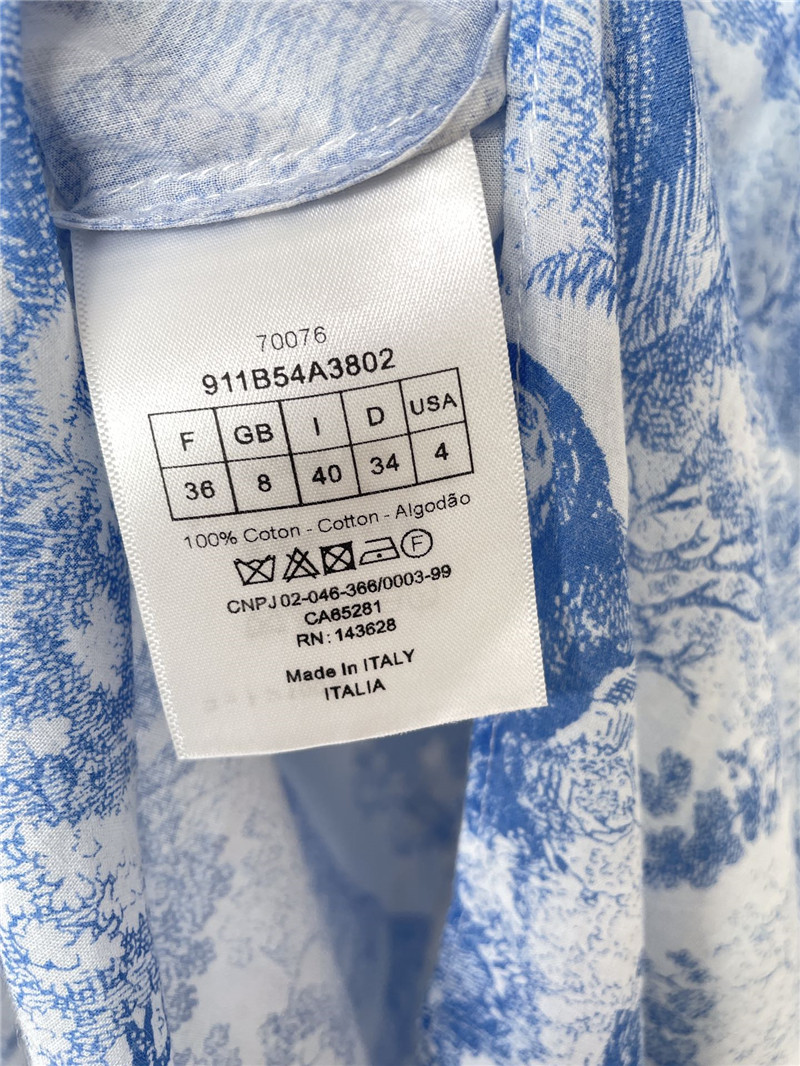 70076
911B54A3802
F GB I D USA
36 8 40 34 4
100% Coton - Cotton - Algodão
F
CNPJ 02-046-366/0003-99
CA65281
RN: 143628
Made In ITALY
ITALIA